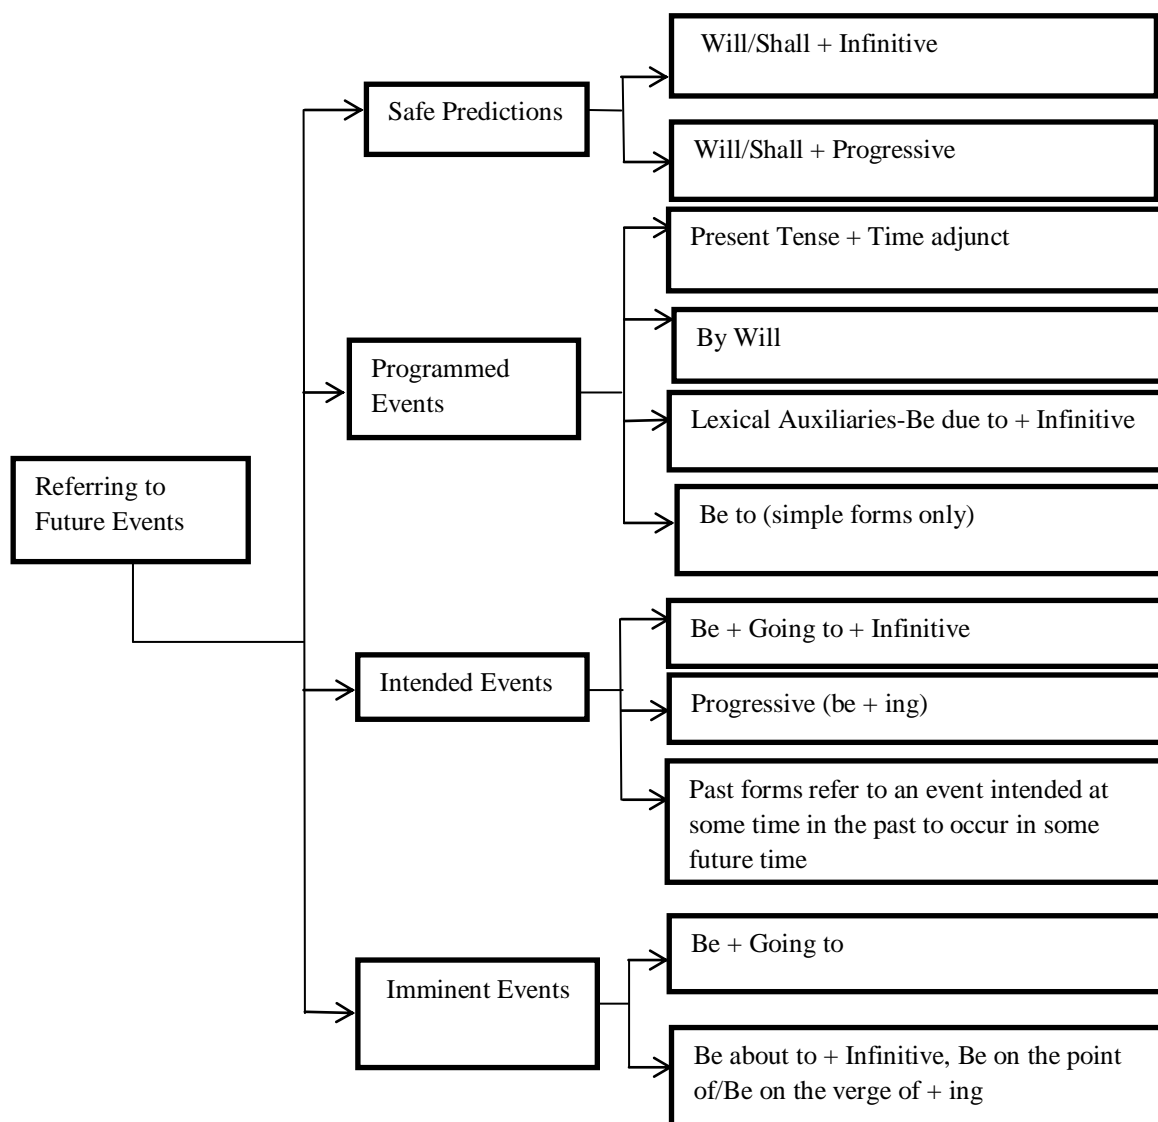 Will/Shall + Infinitive
Safe Predictions
Will/Shall + Progressive
Present Tense + Time adjunct
By Will
Programmed
Events
Lexical Auxiliaries-Be due to + Infinitive
Referring to
Future Events
Be to (simple forms only)
Be + Going to + Infinitive
Intended Events
Progressive (be + ing)
Past forms refer to an event intended at
some time in the past to occur in some
future time
Be + Going to
Imminent Events
Be about to + Infinitive, Be on the point
of/Be on the verge of + ing